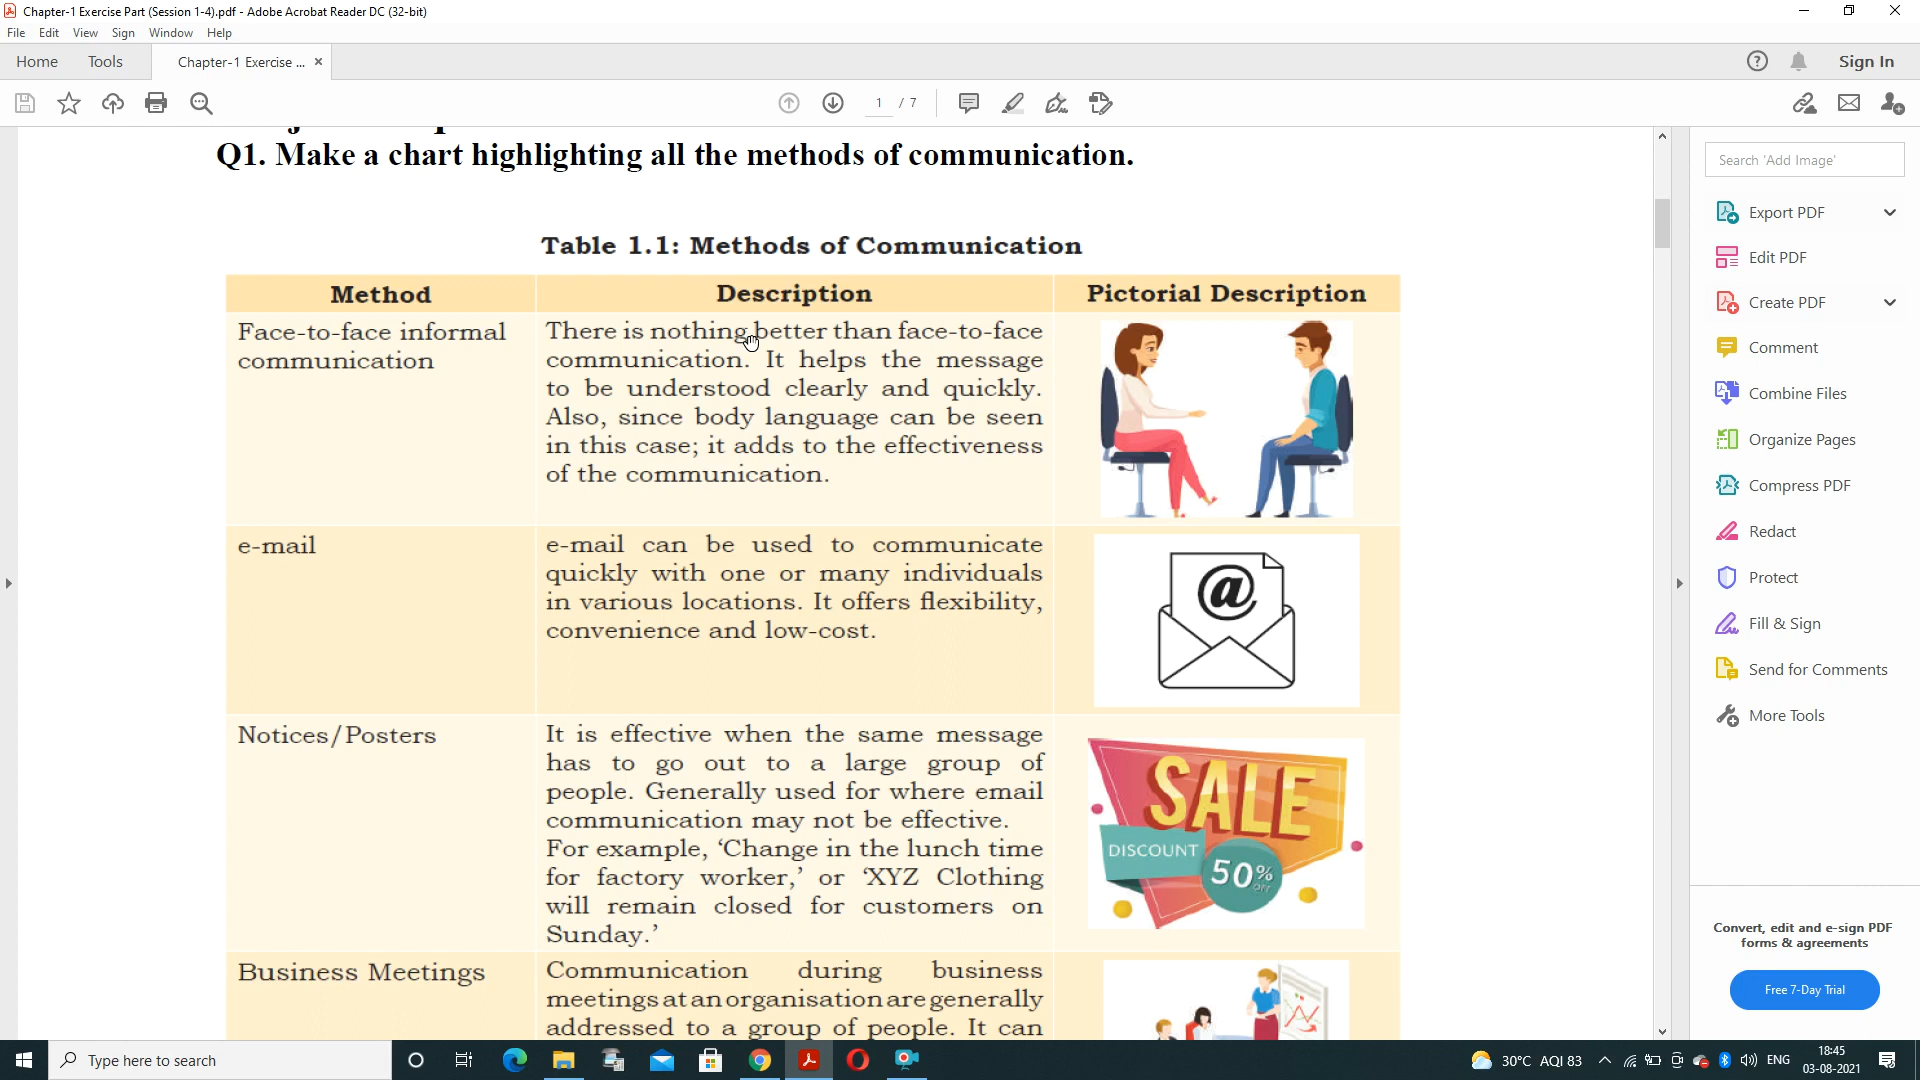 Chapter-1 Exercise Part (Session 1-4).pdf - Adobe Acrobat Reader DC (32-bit)
File Edit View Sign Window Help
Home Tools Chapter-1 Exercise ... × Sign In
1 / 7
Q1. Make a chart highlighting all the methods of communication.
Table 1.1: Methods of Communication
Method Description Pictorial Description
Face-to-face informal
communication
There is nothing better than face-to-face
communication. It helps the message
to be understood clearly and quickly.
Also, since body language can be seen
in this case; it adds to the effectiveness
of the communication.
e-mail
e-mail can be used to communicate
quickly with one or many individuals
in various locations. It offers flexibility,
convenience and low-cost.
@
Notices/Posters
It is effective when the same message
has to go out to a large group of
people. Generally used for where email
communication may not be effective.
For example, ‘Change in the lunch time
for factory worker,’ or ‘XYZ Clothing
will remain closed for customers on
Sunday.’
SALE
DISCOUNT
50%
OFF
Business Meetings
Communication during business
meetings at an organisation are generally
addressed to a group of people. It can
Search 'Add Image'
Export PDF
Edit PDF
Create PDF
Comment
Combine Files
Organize Pages
Compress PDF
Redact
Protect
Fill & Sign
Send for Comments
More Tools
Convert, edit and e-sign PDF
forms & agreements
Free 7-Day Trial
Type here to search
30°C AQI 83
ENG
18:45
03-08-2021